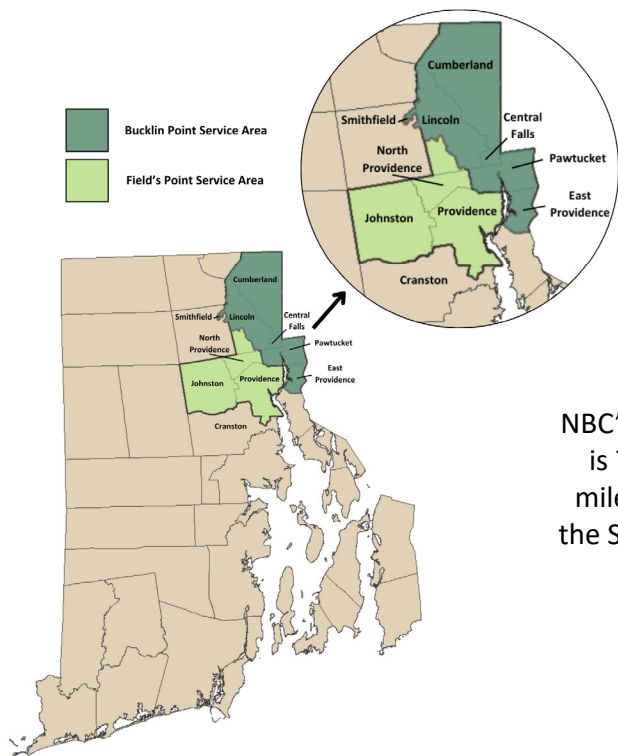 Cumberland
Smithfield
Lincoln
Central
Falls
North
Providence
Pawtucket
East
Providence
Johnston
Providence
Cranston
Bucklin Point Service Area
Field's Point Service Area
Cumberland
Smithfield
Lincoln
Central
Falls
North
Providence
Pawtucket
East
Providence
Johnston
Providence
Cranston
NBC'
is
mile
the S